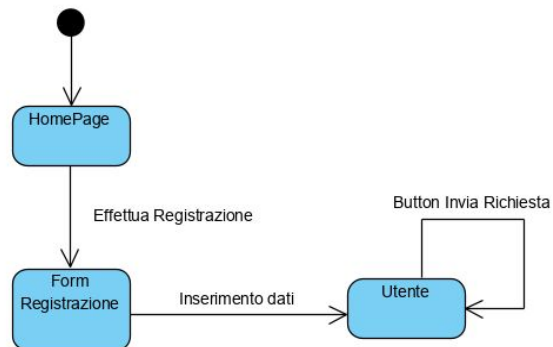 HomePage
Effettua Registrazione
Form
Registrazione
Inserimento dati
Button Invia Richiesta
Utente